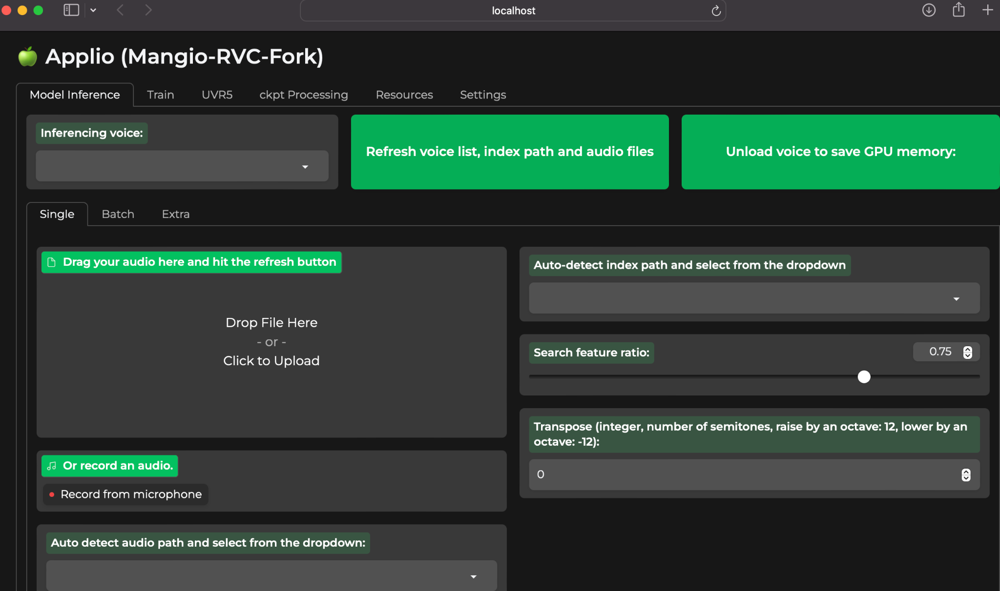 localhost
Applio (Mangio-RVC-Fork)
Model Inference
Train
UVR5
ckpt Processing
Resources
Settings
Inferencing voice:
Refresh voice list, index path and audio files
Unload voice to save GPU memory:
Single
Batch
Extra
Drag your audio here and hit the refresh button
Drop File Here
- or -
Click to Upload
Or record an audio.
Record from microphone
Auto detect audio path and select from the dropdown:
Auto-detect index path and select from the dropdown
Search feature ratio:
0.75
Transpose (integer, number of semitones, raise by an octave: 12, lower by an
octave: -12):
0